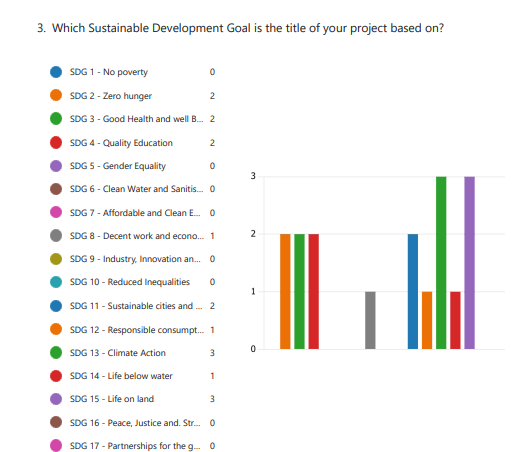 3. Which Sustainable Development Goal is the title of your project based on?
SDG 1 - No poverty 0
SDG 2 - Zero hunger 2
SDG 3 - Good Health and well B... 2
SDG 4 - Quality Education 2
SDG 5 - Gender Equality 0
SDG 6 - Clean Water and Sanitis... 0
SDG 7 - Affordable and Clean E... 0
SDG 8 - Decent work and econo... 1
SDG 9 - Industry, Innovation an... 0
SDG 10 - Reduced Inequalities 0
SDG 11 - Sustainable cities and ... 2
SDG 12 - Responsible consumpt... 1
SDG 13 - Climate Action 3
SDG 14 - Life below water 1
SDG 15 - Life on land 3
SDG 16 - Peace, Justice and. Str... 0
SDG 17 - Partnerships for the g... 0
3
2
1
0